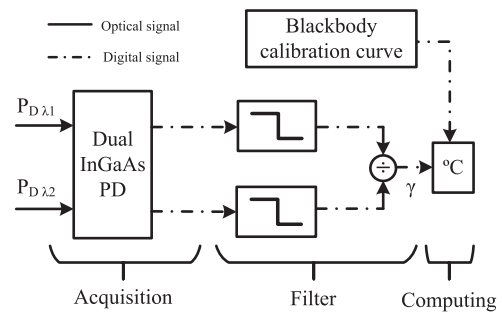 Optical signal
Digital signal
Blackbody
calibration curve
P_D λ1
P_D λ2
Dual
InGaAs
PD
÷
γ
ºC
Acquisition
Filter
Computing